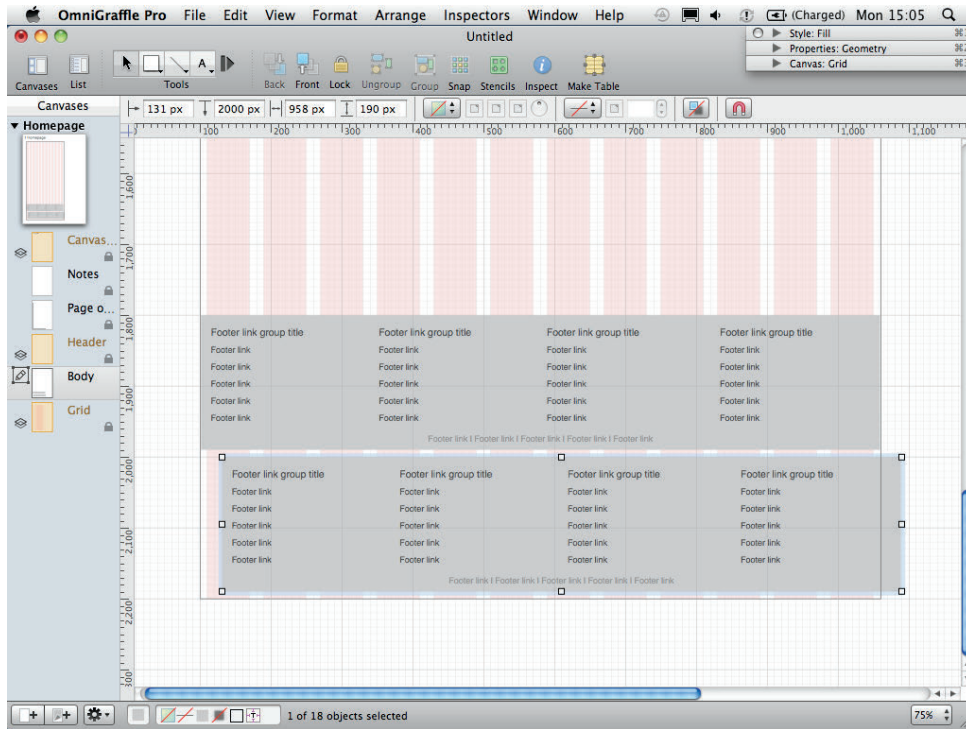 OmniGraffle Pro File Edit View Format Arrange Inspectors Window Help (Charged) Mon 15:05
Untitled
Style: Fill
Properties: Geometry
Canvas: Grid
Canvases List Tools Back Front Lock Ungroup Group Snap Stencils Inspect Make Table
Canvases 131 px 2000 px 958 px 190 px
Homepage
0 100 200 300 400 500 600 700 800 900 1,000 1,100
1,600
1,700
1,800
1,900
2,000
2,100
2,200
Canvas...
Notes
Page o...
Header
Body
Grid
Footer link group title Footer link group title Footer link group title Footer link group title
Footer link Footer link Footer link Footer link
Footer link Footer link Footer link Footer link
Footer link Footer link Footer link Footer link
Footer link Footer link Footer link Footer link
Footer link Footer link Footer link Footer link
Footer link I Footer link I Footer link I Footer link I Footer link
Footer link group title Footer link group title Footer link group title Footer link group title
Footer link Footer link Footer link Footer link
Footer link Footer link Footer link Footer link
Footer link Footer link Footer link Footer link
Footer link Footer link Footer link Footer link
Footer link Footer link Footer link Footer link
Footer link I Footer link I Footer link I Footer link I Footer link
1 of 18 objects selected 75%